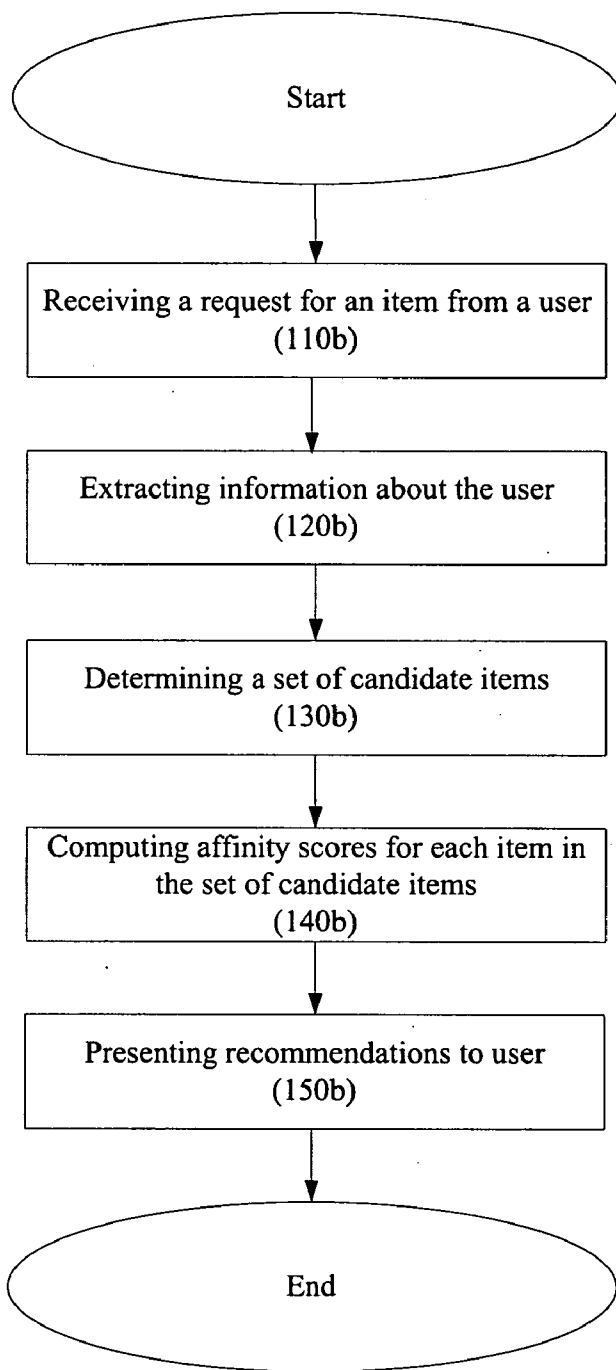 Start
Receiving a request for an item from a user
(110b)
Extracting information about the user
(120b)
Determining a set of candidate items
(130b)
Computing affinity scores for each item in
the set of candidate items
(140b)
Presenting recommendations to user
(150b)
End